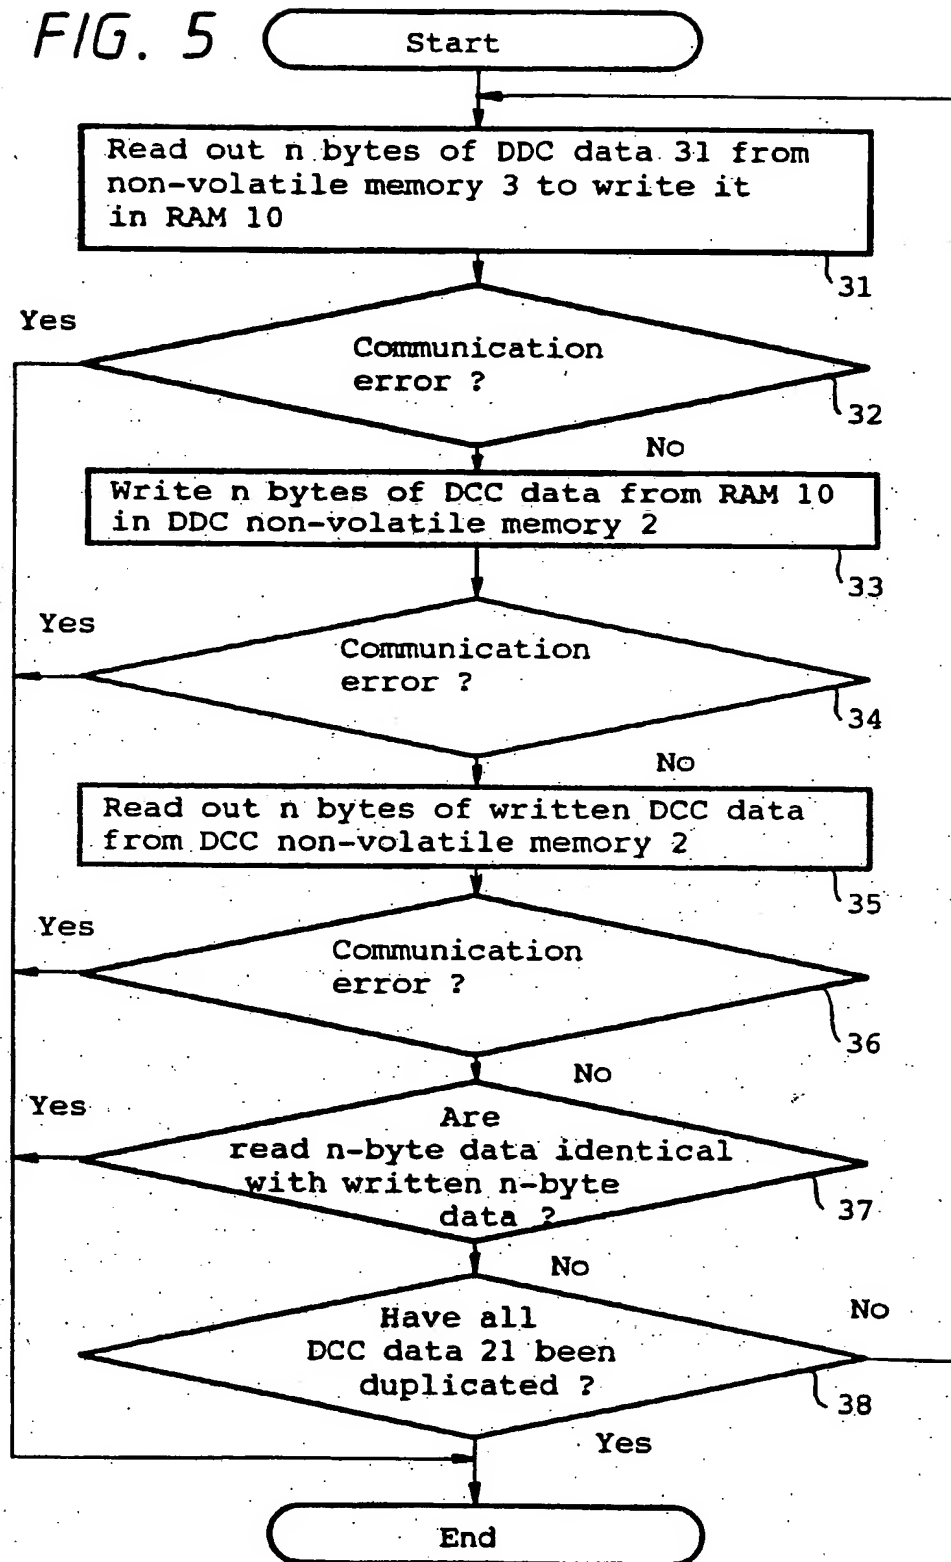 FIG. 5
Start
Read out n bytes of DDC data 31 from
non-volatile memory 3 to write it
in RAM 10
31
Yes
Communication
error ?
32
No
Write n bytes of DCC data from RAM 10
in DDC non-volatile memory 2
33
Yes
Communication
error ?
34
No
Read out n bytes of written DCC data
from DCC non-volatile memory 2
35
Yes
Communication
error ?
36
No
Yes
Are
read n-byte data identical
with written n-byte
data ?
37
No
No
Have all
DCC data 21 been
duplicated ?
38
Yes
End